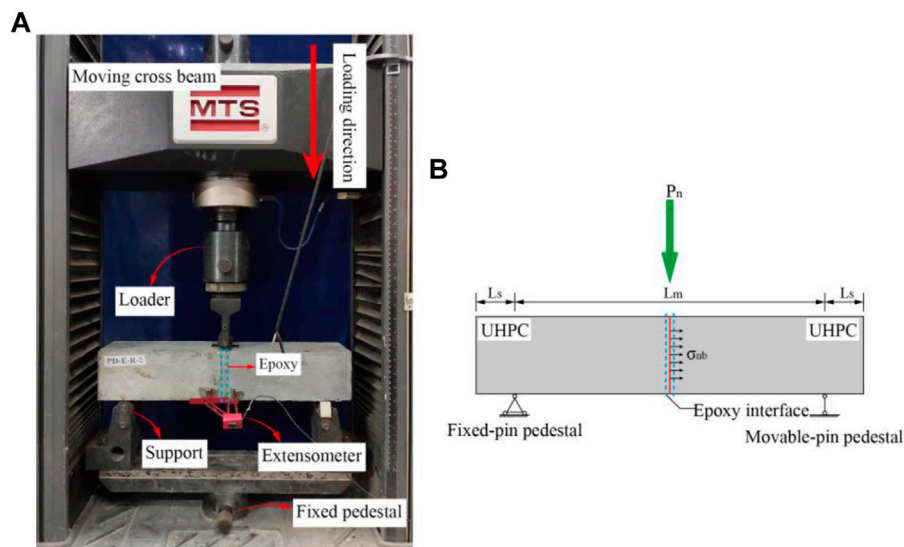 A
Moving cross beam
MTS
®
Loading direction
Loader
PD-E-R-2
Epoxy
Support
Extensometer
Fixed pedestal
B
Pn
Ls
Lm
Ls
UHPC
UHPC
σnb
Epoxy interface
Fixed-pin pedestal
Movable-pin pedestal